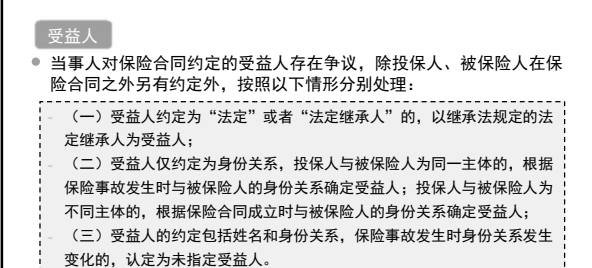 受益人
当事人对保险合同约定的受益人存在争议，除投保人、被保险人在保
险合同之外另有约定外，按照以下情形分别处理：
- （一）受益人约定为“法定”或者“法定继承人”的，以继承法规定的法
定继承人为受益人；
- （二）受益人仅约定为身份关系，投保人与被保险人为同一主体的，根据
保险事故发生时与被保险人的身份关系确定受益人；投保人与被保险人为
不同主体的，根据保险合同成立时与被保险人的身份关系确定受益人；
- （三）受益人的约定包括姓名和身份关系，保险事故发生时身份关系发生
变化的，认定为未指定受益人。